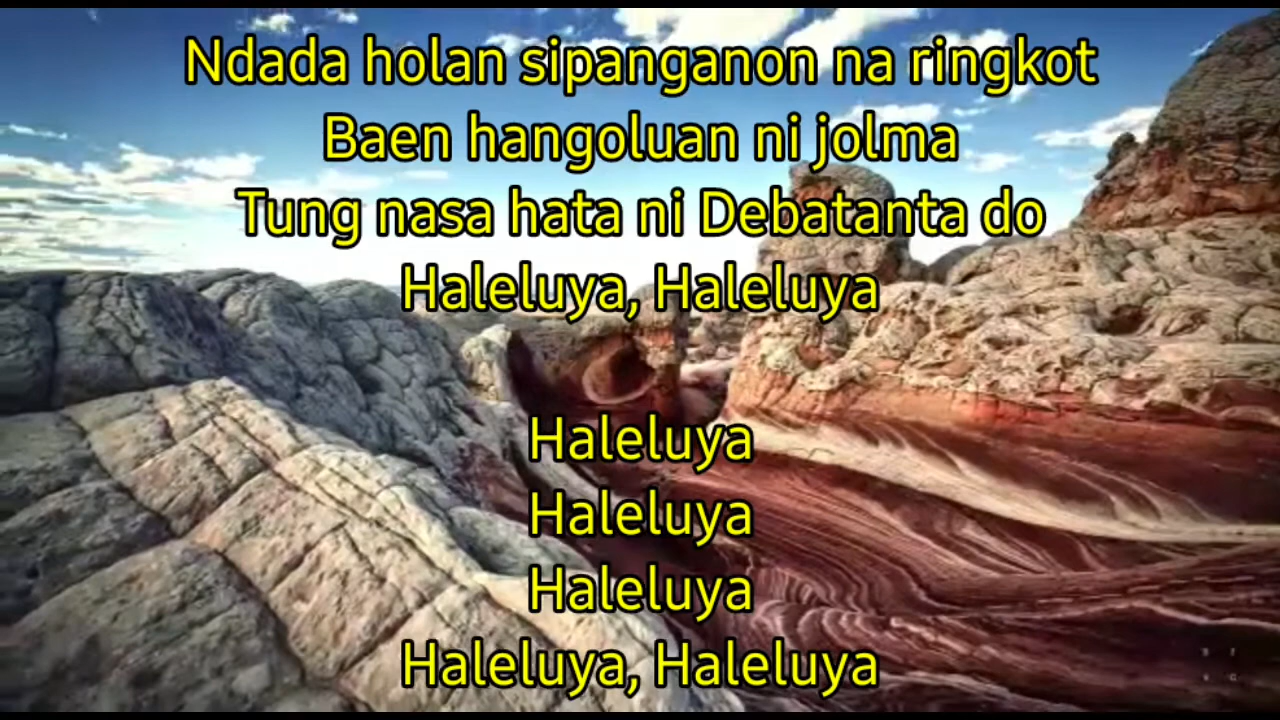 Ndada holan sipanganon na ringkot
Baen hangoluan ni jolma
Tung nasa hata ni Debatanta do
Haleluya, Haleluya
Haleluya
Haleluya
Haleluya
Haleluya, Haleluya